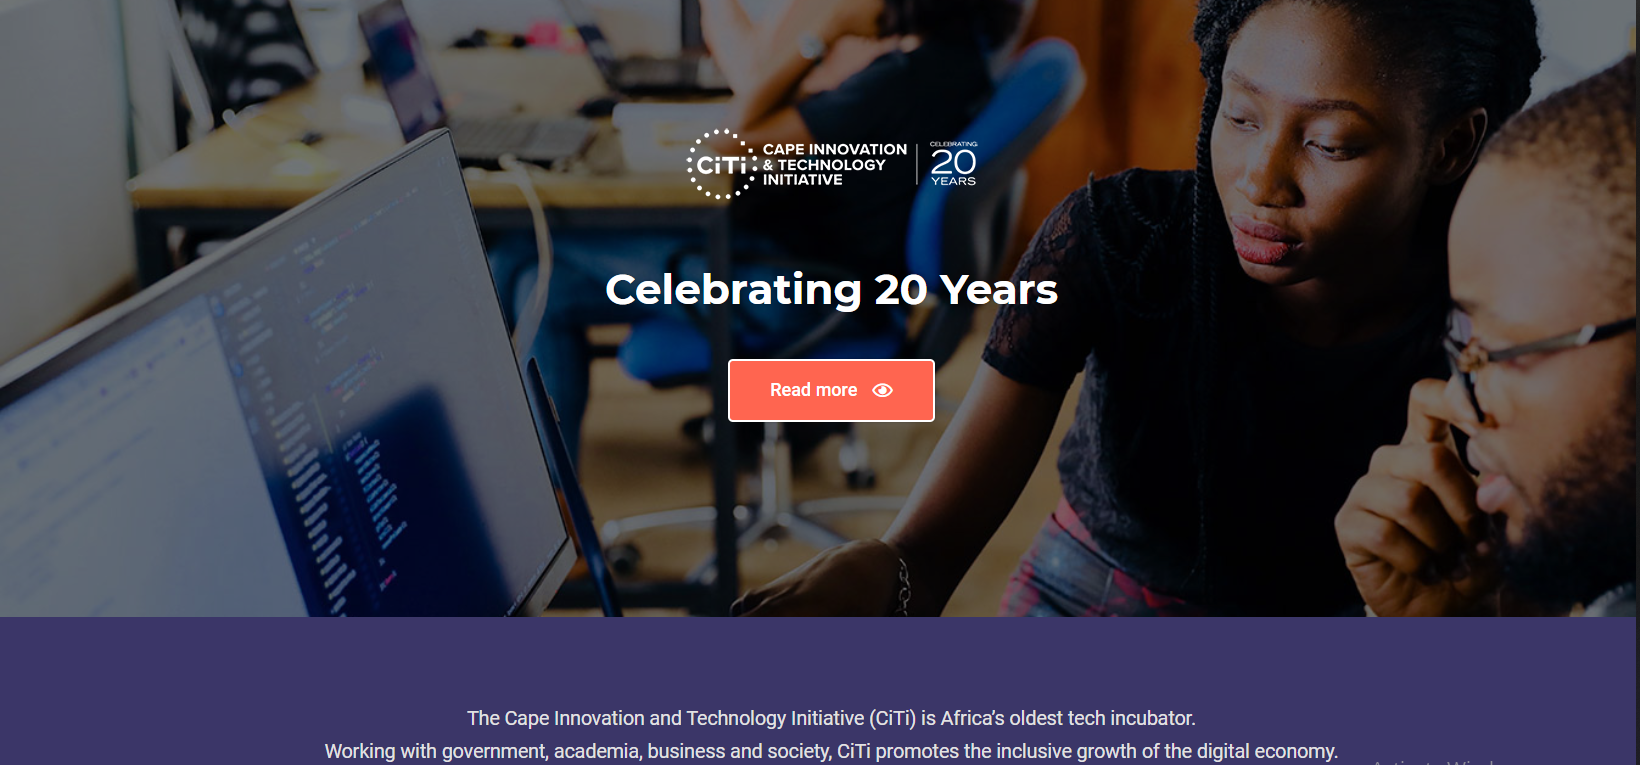 CiTi
CAPE INNOVATION
& TECHNOLOGY
INITIATIVE
CELEBRATING
20
YEARS
Celebrating 20 Years
Read more
The Cape Innovation and Technology Initiative (CiTi) is Africa’s oldest tech incubator.
Working with government, academia, business and society, CiTi promotes the inclusive growth of the digital economy.